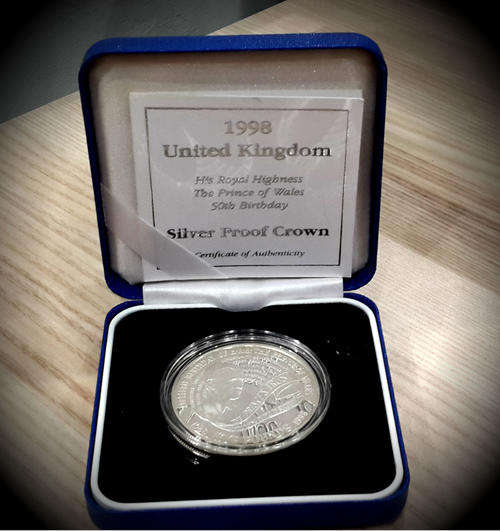 1998
United Kingdom
His Royal Highness
The Prince of Wales
50th Birthday
Silver Proof Crown
Certificate of Authenticity